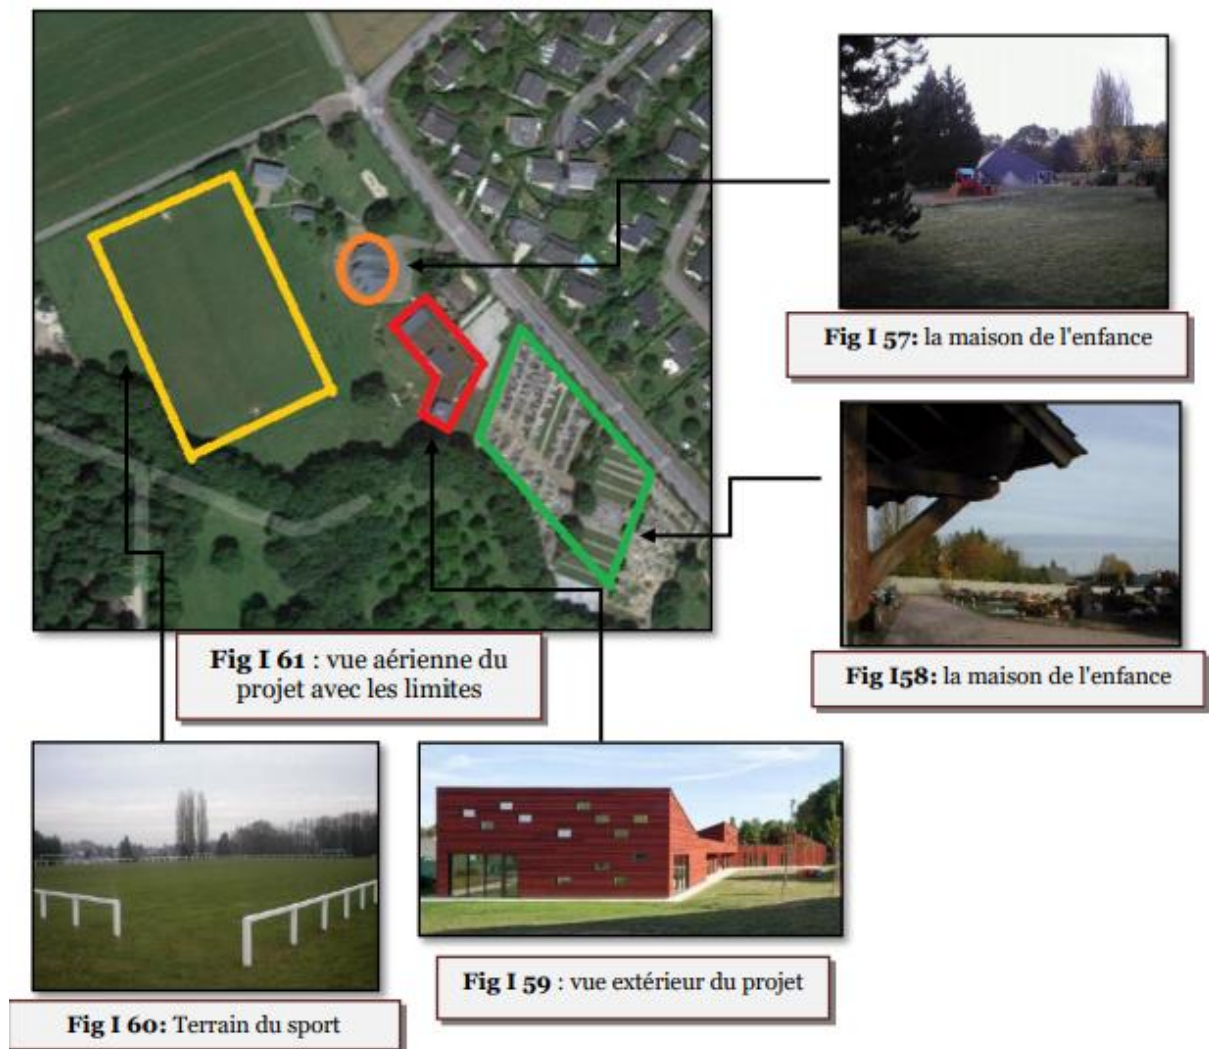 Fig I 57: la maison de l'enfance
Fig I58: la maison de l'enfance
Fig I 61 : vue aérienne du
projet avec les limites
Fig I 59 : vue extérieur du projet
Fig I 60: Terrain du sport